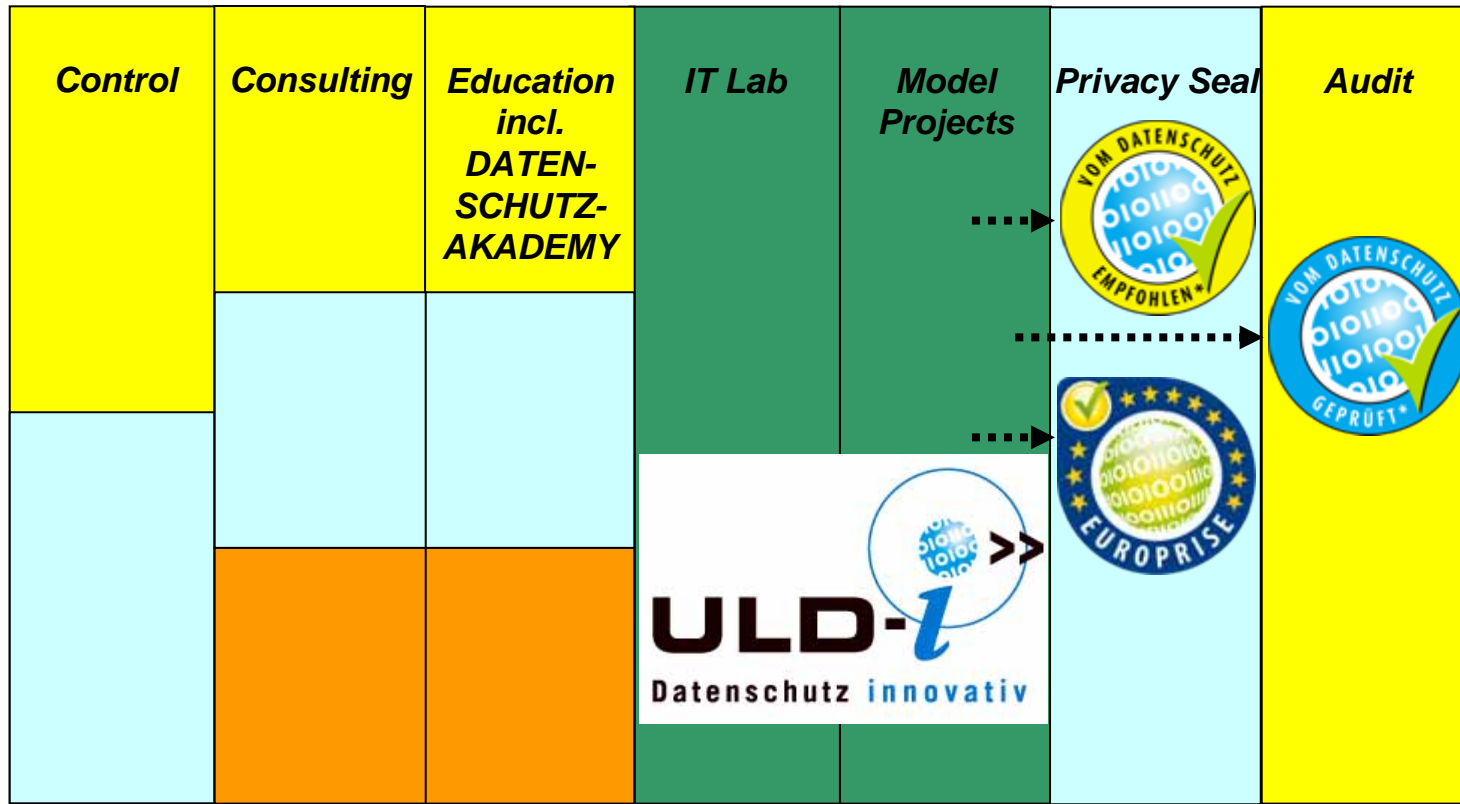 Control
Consulting
Education
incl.
DATEN-
SCHUTZ-
AKADEMY
IT Lab
Model
Projects
Privacy Seal
Audit
VOM DATENSCHUTZ
EMPFOHLEN*
VOM DATENSCHUTZ
GEPRÜFT*
EUROPRISE
>>
ULD-i
Datenschutz innovativ